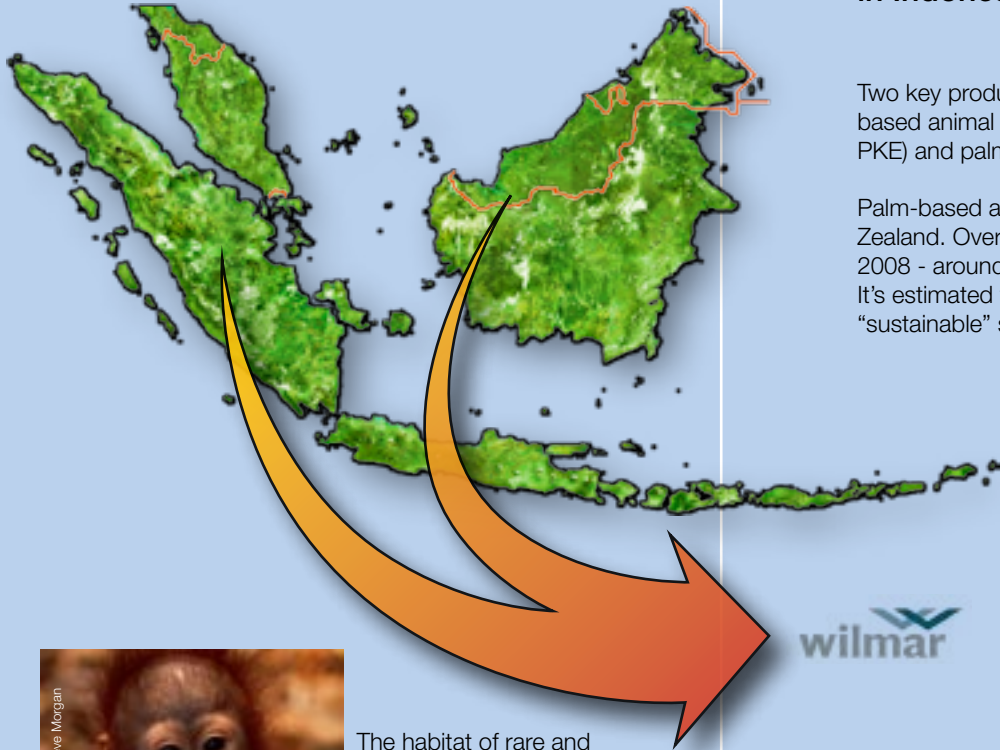 Two key produ
based animal
PKE) and palm
Palm-based a
Zealand. Over
2008 - around
It's estimated
“sustainable” s
wilmar
ve Morgan
The habitat of rare and